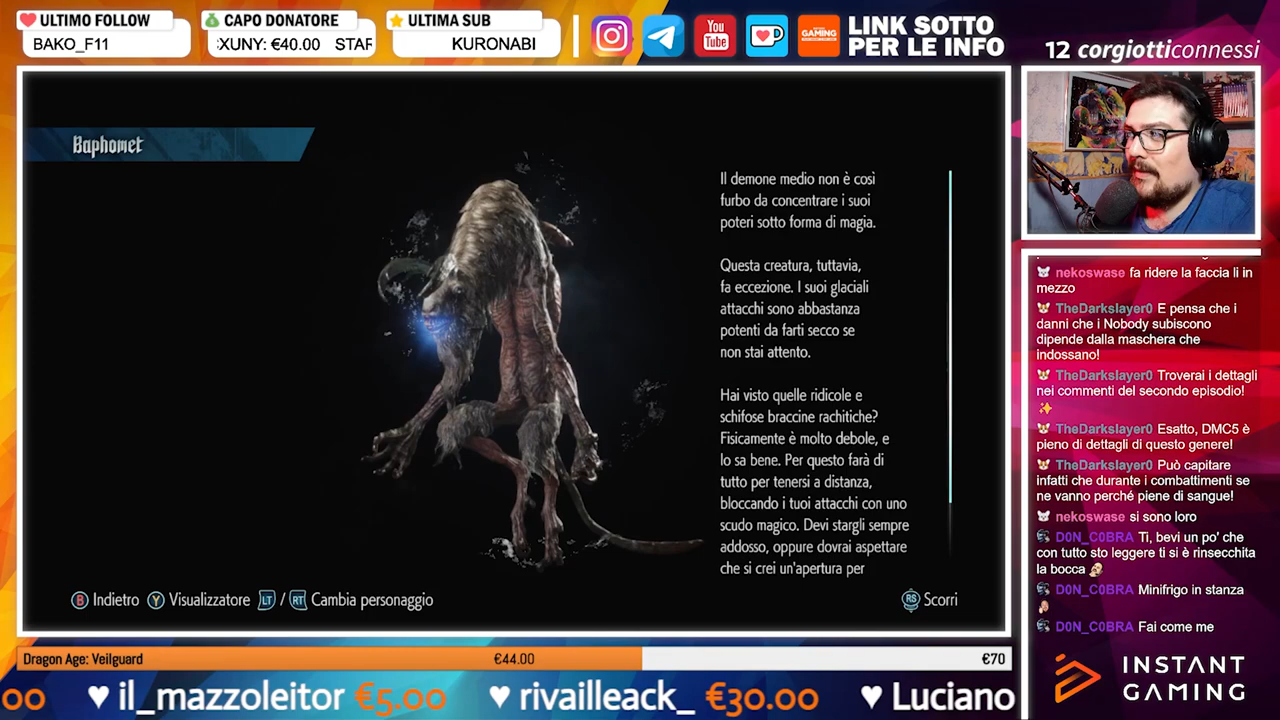 ULTIMO FOLLOW
BAKO_F11
CAPO DONATORE
XUNY: €40.00 STAR
ULTIMA SUB
KURONABI
You
Tube
GAMING
LINK SOTTO
PER LE INFO
12 corgiotticonnessi
Baphomet
Il demone medio non è così
furbo da concentrare i suoi
poteri sotto forma di magia.
Questa creatura, tuttavia,
fa eccezione. I suoi glaciali
attacchi sono abbastanza
potenti da farti secco se
non stai attento.
Hai visto quelle ridicole e
schifose braccine rachitiche?
Fisicamente è molto debole, e
lo sa bene. Per questo farà di
tutto per tenersi a distanza,
bloccando i tuoi attacchi con uno
scudo magico. Devi stargli sempre
addosso, oppure dovrai aspettare
che si crei un'apertura per
B Indietro Y Visualizzatore LT / RT Cambia personaggio
RS Scorri
nekoswase fa ridere la faccia li in
mezzo
TheDarkslayer0 E pensa che i
danni che i Nobody subiscono
dipende dalla maschera che
indossano!
TheDarkslayer0 Troverai i dettagli
nei commenti del secondo episodio!
TheDarkslayer0 Esatto, DMC5 è
pieno di dettagli di questo genere!
TheDarkslayer0 Può capitare
infatti che durante i combattimenti se
ne vanno perché piene di sangue!
nekoswase si sono loro
D0N_C0BRA Ti, bevi un po' che
con tutto sto leggere ti si è rinsecchita
la bocca
D0N_C0BRA Minifrigo in stanza
D0N_C0BRA Fai come me
Dragon Age: Veilguard €44.00 €70
00 ♥ il_mazzoleitor €5.00 ♥ rivailleack_ €30.00 ♥ Luciano
INSTANT
GAMING